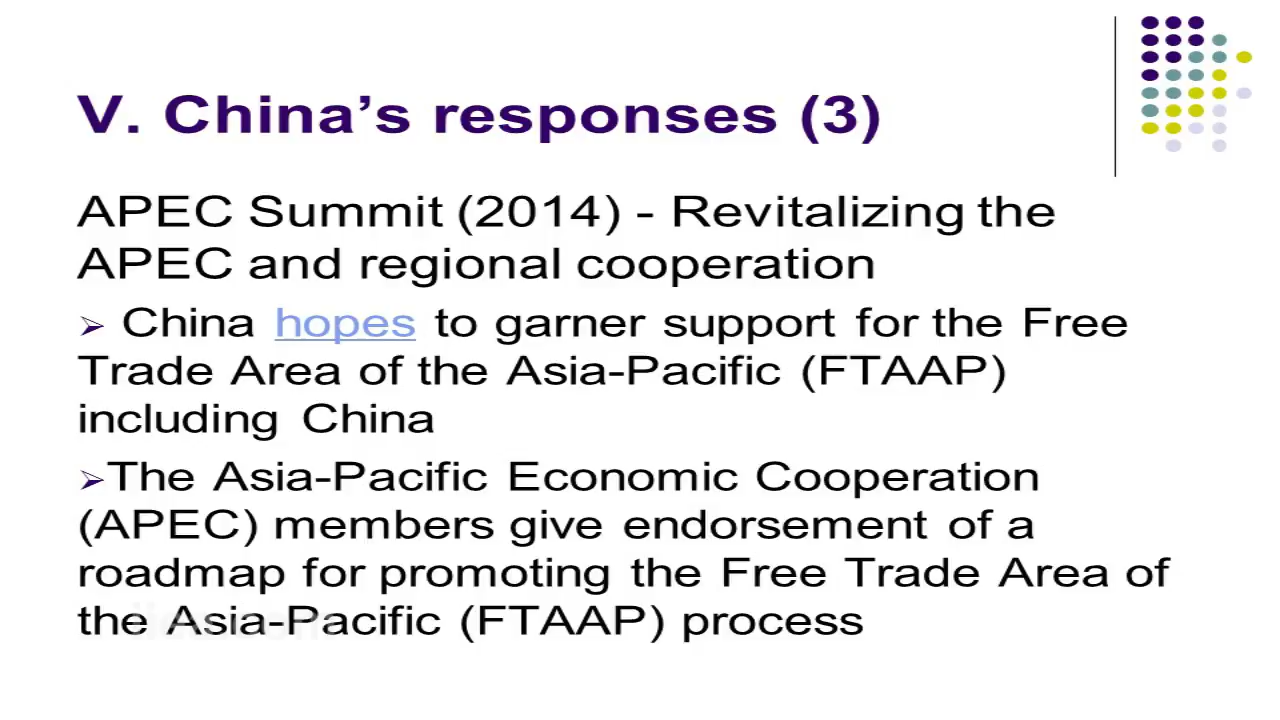 V. China’s responses (3)
APEC Summit (2014) - Revitalizing the
APEC and regional cooperation
➢ China hopes to garner support for the Free
Trade Area of the Asia-Pacific (FTAAP)
including China
➢The Asia-Pacific Economic Cooperation
(APEC) members give endorsement of a
roadmap for promoting the Free Trade Area of
the Asia-Pacific (FTAAP) process